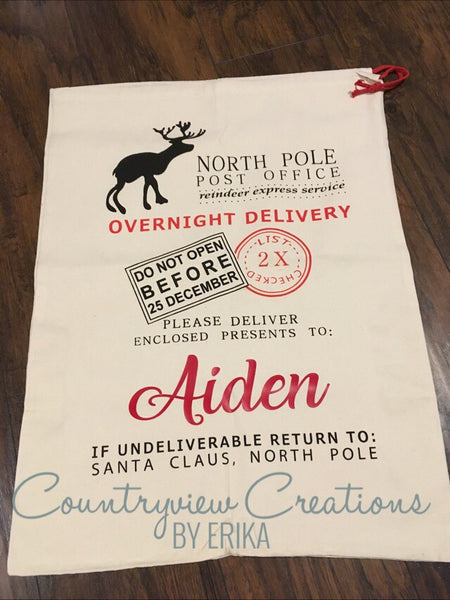 NORTH POLE
POST OFFICE
reindeer express service
OVERNIGHT DELIVERY
DO NOT OPEN
BEFORE
25 DECEMBER
LIST
2 X
CHECKED
PLEASE DELIVER
ENCLOSED PRESENTS TO:
Aiden
IF UNDELIVERABLE RETURN TO:
SANTA CLAUS, NORTH POLE
Countryview Creations
BY ERIKA